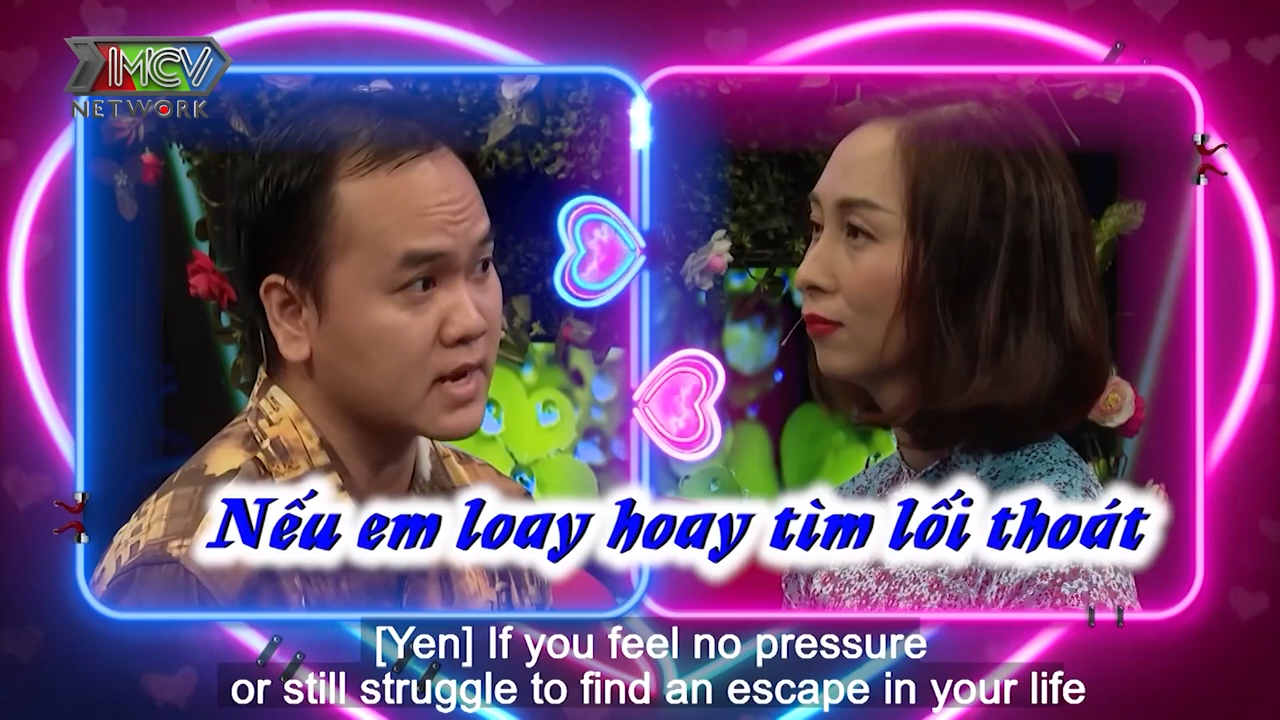 MCV
NETWORK
Nếu em loay hoay tìm lối thoát
[Yen] If you feel no pressure
or still struggle to find an escape in your life